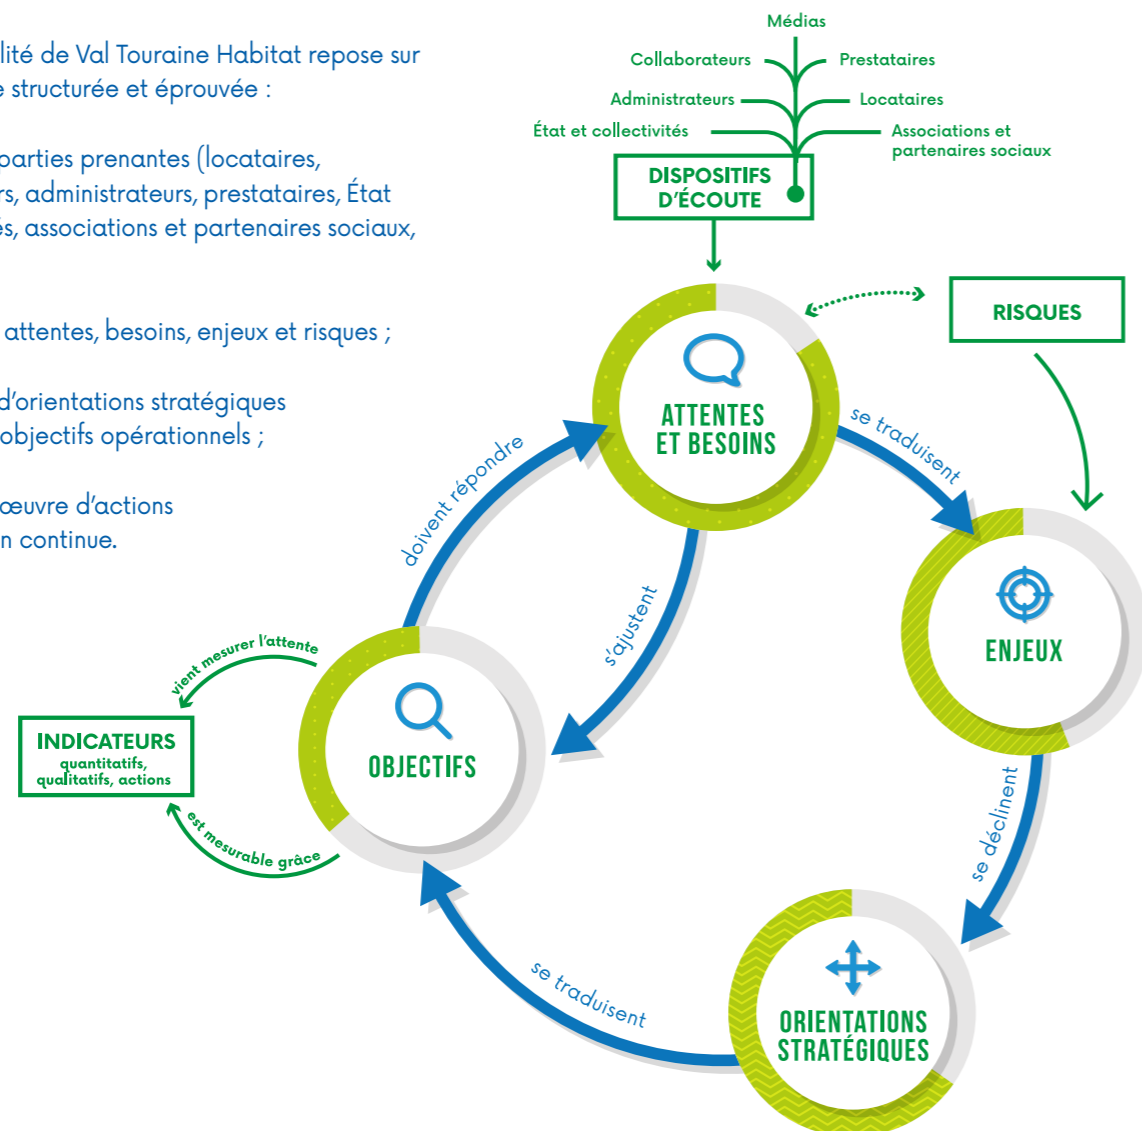 lité de Val Touraine Habitat repose sur
structurée et éprouvée :
parties prenantes (locataires,
administrateurs, prestataires, État
associations et partenaires sociaux,
attentes, besoins, enjeux et risques ;
d'orientations stratégiques
objectifs opérationnels ;
œuvre d'actions
continue.
Médias
Collaborateurs
Prestataires
Administrateurs
Locataires
État et collectivités
Associations et
partenaires sociaux
DISPOSITIFS
D'ÉCOUTE
RISQUES
ATTENTES
ET BESOINS
se traduisent
ENJEUX
se déclinent
ORIENTATIONS
STRATÉGIQUES
se traduisent
OBJECTIFS
doivent répondre
s'ajustent
vient mesurer l'attente
INDICATEURS
quantitatifs,
qualitatifs, actions
est mesurable grâce